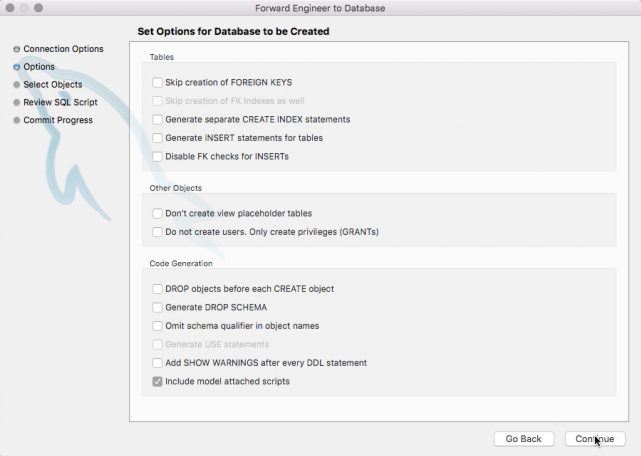 Forward Engineer to Database
Set Options for Database to be Created
Connection Options
Options
Select Objects
Review SQL Script
Commit Progress
Tables
Skip creation of FOREIGN KEYS
Skip creation of FK Indexes as well
Generate separate CREATE INDEX statements
Generate INSERT statements for tables
Disable FK checks for INSERTs
Other Objects
Don't create view placeholder tables
Do not create users. Only create privileges (GRANTs)
Code Generation
DROP objects before each CREATE object
Generate DROP SCHEMA
Omit schema qualifier in object names
Generate USE statements
Add SHOW WARNINGS after every DDL statement
Include model attached scripts
Go Back
Continue